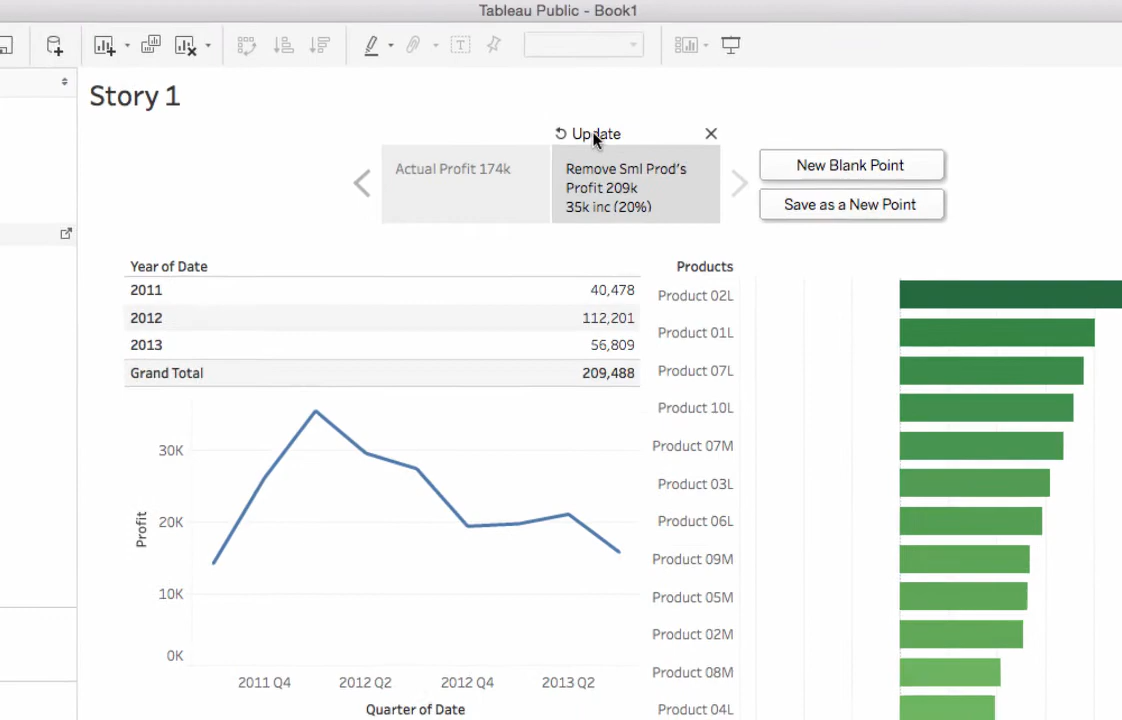 Tableau Public - Book1
Story 1
Update
Actual Profit 174k
Remove Sml Prod's
Profit 209k
35k inc (20%)
New Blank Point
Save as a New Point
Year of Date
2011 40,478
2012 112,201
2013 56,809
Grand Total 209,488
Profit
30K
20K
10K
0K
2011 Q4 2012 Q2 2012 Q4 2013 Q2
Quarter of Date
Products
Product 02L
Product 01L
Product 07L
Product 10L
Product 07M
Product 03L
Product 06L
Product 09M
Product 05M
Product 02M
Product 08M
Product 04L